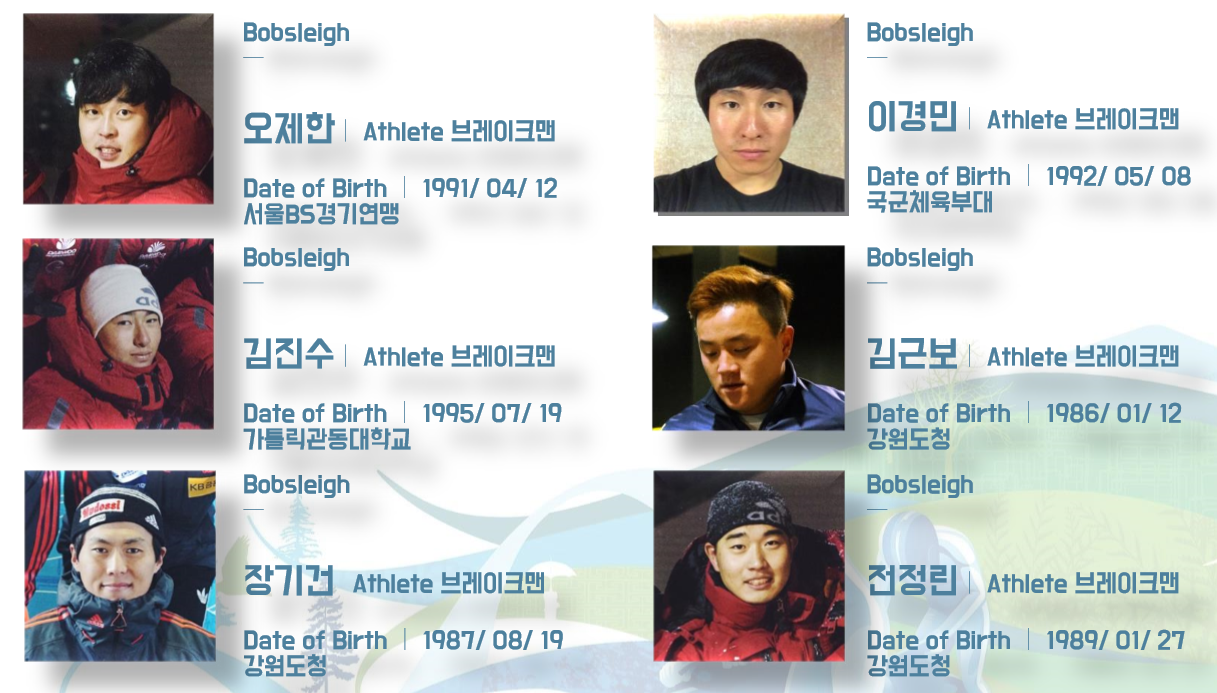 Bobsleigh
오제한 | Athlete 브레이크맨
Date of Birth | 1991/ 04/ 12
서울BS경기연맹
Bobsleigh
이경민 | Athlete 브레이크맨
Date of Birth | 1992/ 05/ 08
국군체육부대
Bobsleigh
김진수 | Athlete 브레이크맨
Date of Birth | 1995/ 07/ 19
가톨릭관동대학교
Bobsleigh
김근보 | Athlete 브레이크맨
Date of Birth | 1986/ 01/ 12
강원도청
Bobsleigh
장기건 Athlete 브레이크맨
Date of Birth | 1987/ 08/ 19
강원도청
KB
Bobsleigh
전정린 | Athlete 브레이크맨
Date of Birth | 1989/ 01/ 27
강원도청